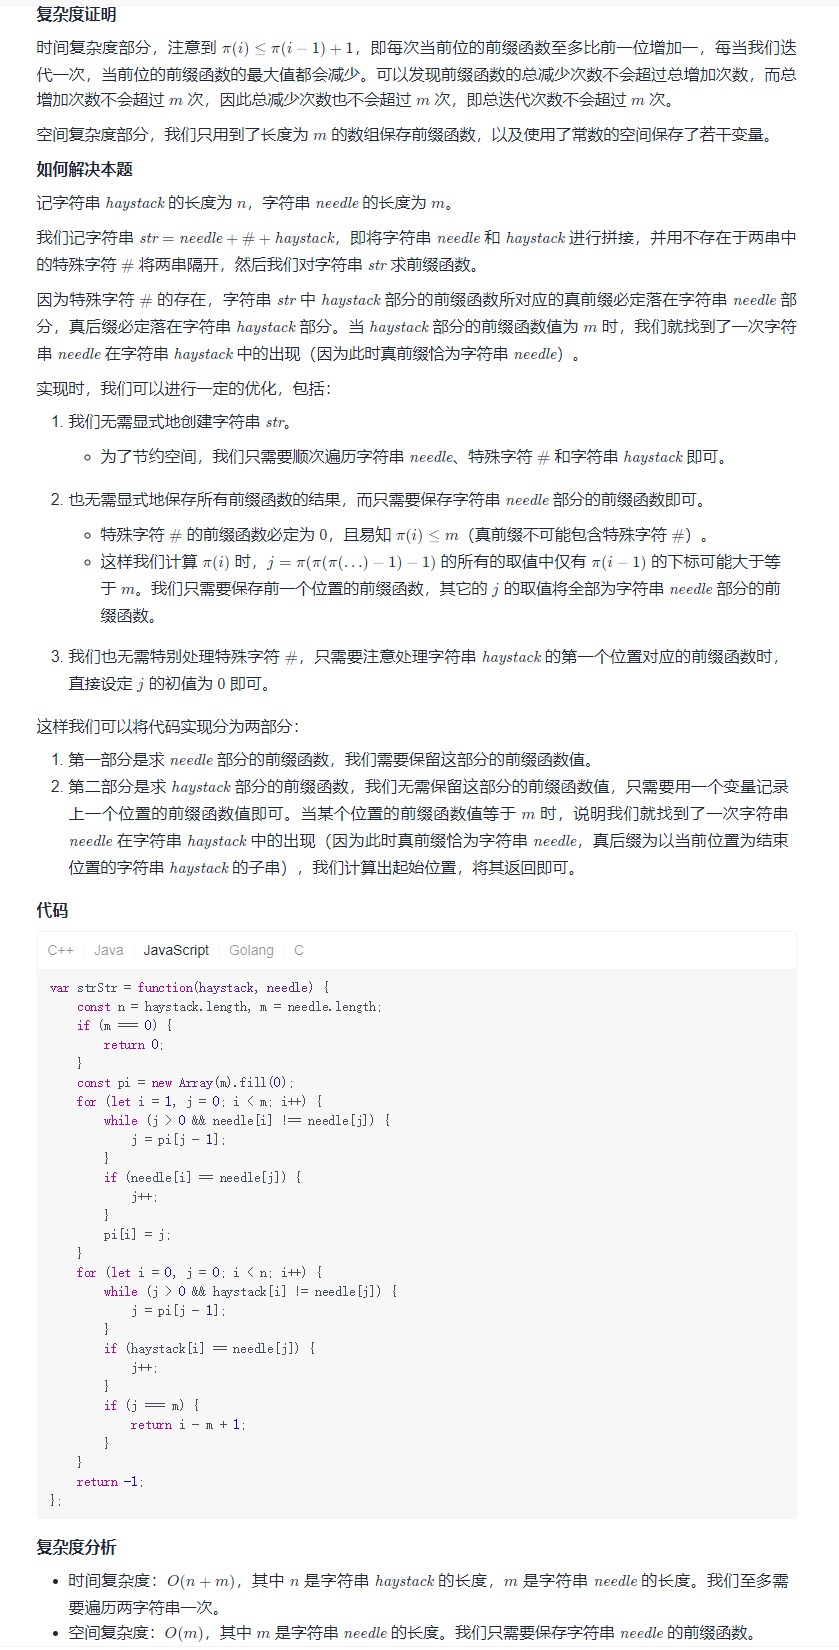 复杂度证明
时间复杂度部分，注意到 π(i) ≤ π(i − 1) + 1，即每次当前位的前缀函数至多比前一位增加一，每当我们迭
代一次，当前位的前缀函数的最大值都会减少。可以发现前缀函数的总减少次数不会超过总增加次数，而总
增加次数不会超过 m 次，因此总减少次数也不会超过 m 次，即总迭代次数不会超过 m 次。
空间复杂度部分，我们只用到了长度为 m 的数组保存前缀函数，以及使用了常数的空间保存了若干变量。
如何解决本题
记字符串 haystack 的长度为 n，字符串 needle 的长度为 m。
我们记字符串 str = needle + # + haystack，即将字符串 needle 和 haystack 进行拼接，并用不存在于两串中
的特殊字符 # 将两串隔开，然后我们对字符串 str 求前缀函数。
因为特殊字符 # 的存在，字符串 str 中 haystack 部分的前缀函数所对应的真前缀必定落在字符串 needle 部
分，真后缀必定落在字符串 haystack 部分。当 haystack 部分的前缀函数值为 m 时，我们就找到了一次字符
串 needle 在字符串 haystack 中的出现（因为此时真前缀恰为字符串 needle）。
实现时，我们可以进行一定的优化，包括：
1. 我们无需显式地创建字符串 str。
◦ 为了节约空间，我们只需要顺次遍历字符串 needle、特殊字符 # 和字符串 haystack 即可。
2. 也无需显式地保存所有前缀函数的结果，而只需要保存字符串 needle 部分的前缀函数即可。
◦ 特殊字符 # 的前缀函数必定为 0，且易知 π(i) ≤ m（真前缀不可能包含特殊字符 #）。
◦ 这样我们计算 π(i) 时，j = π(π(π(…) − 1) − 1) 的所有的取值中仅有 π(i − 1) 的下标可能大于等
于 m。我们只需要保存前一个位置的前缀函数，其它的 j 的取值将全部为字符串 needle 部分的前
缀函数。
3. 我们也无需特别处理特殊字符 #，只需要注意处理字符串 haystack 的第一个位置对应的前缀函数时，
直接设定 j 的初值为 0 即可。
这样我们可以将代码实现分为两部分：
1. 第一部分是求 needle 部分的前缀函数，我们需要保留这部分的前缀函数值。
2. 第二部分是求 haystack 部分的前缀函数，我们无需保留这部分的前缀函数值，只需要用一个变量记录
上一个位置的前缀函数值即可。当某个位置的前缀函数值等于 m 时，说明我们就找到了一次字符串
needle 在字符串 haystack 中的出现（因为此时真前缀恰为字符串 needle，真后缀为以当前位置为结束
位置的字符串 haystack 的子串），我们计算出起始位置，将其返回即可。
代码
C++ Java JavaScript Golang C
var strStr = function(haystack, needle) {
    const n = haystack.length, m = needle.length;
    if (m === 0) {
        return 0;
    }
    const pi = new Array(m).fill(0);
    for (let i = 1, j = 0; i < m; i++) {
        while (j > 0 && needle[i] !== needle[j]) {
            j = pi[j - 1];
        }
        if (needle[i] == needle[j]) {
            j++;
        }
        pi[i] = j;
    }
    for (let i = 0, j = 0; i < n; i++) {
        while (j > 0 && haystack[i] != needle[j]) {
            j = pi[j - 1];
        }
        if (haystack[i] == needle[j]) {
            j++;
        }
        if (j === m) {
            return i - m + 1;
        }
    }
    return -1;
};
复杂度分析
• 时间复杂度：O(n + m)，其中 n 是字符串 haystack 的长度，m 是字符串 needle 的长度。我们至多需
要遍历两字符串一次。
• 空间复杂度：O(m)，其中 m 是字符串 needle 的长度。我们只需要保存字符串 needle 的前缀函数。